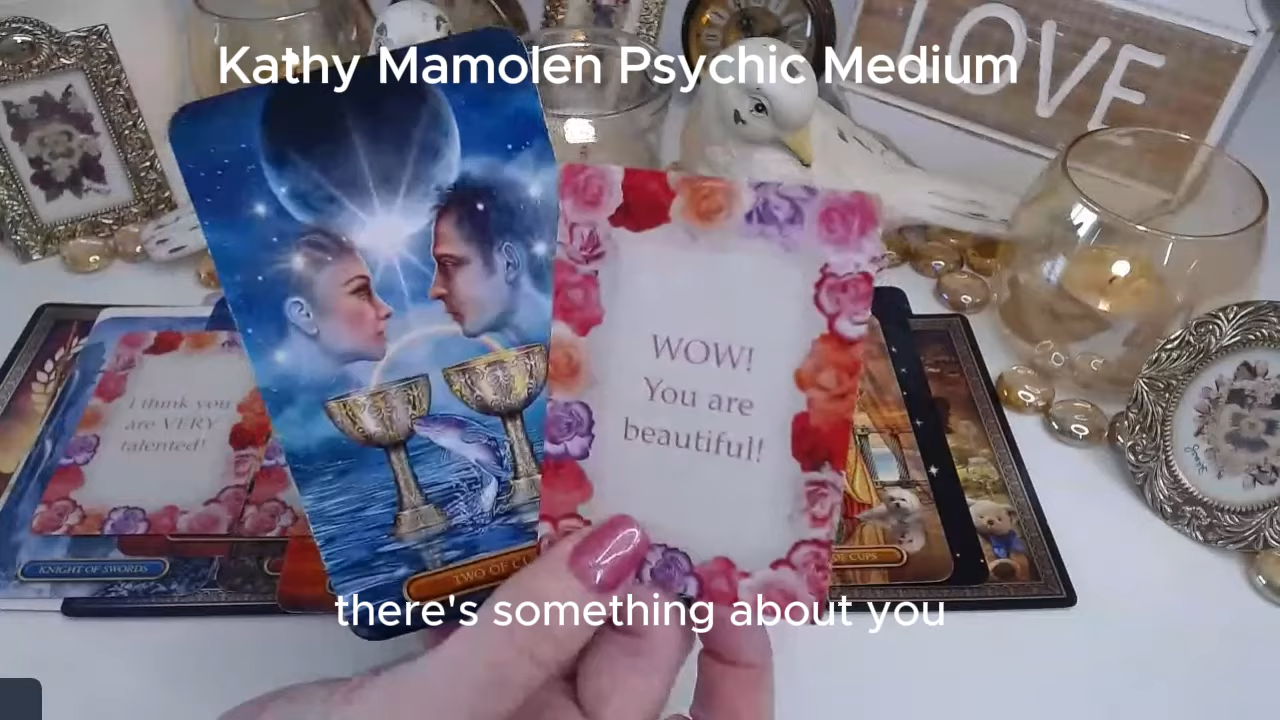 Kathy Mamolen Psychic Medium
LOVE
WOW!
You are
beautiful!
I think you
are VERY
talented!
KNIGHT OF SWORDS
TWO OF
OF CUPS
there's something about you